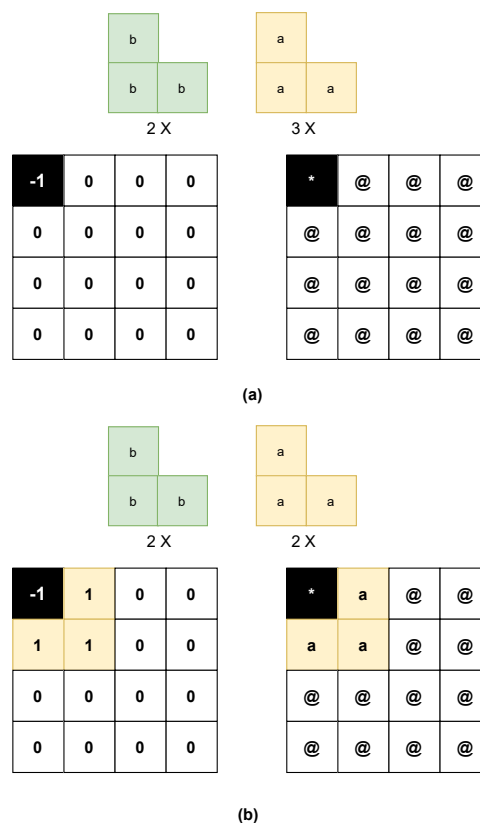 b a
b b a a
2 X 3 X
-1 0 0 0 * @ @ @
0 0 0 0 @ @ @ @
0 0 0 0 @ @ @ @
0 0 0 0 @ @ @ @
(a)
b a
b b a a
2 X 2 X
-1 1 0 0 * a @ @
1 1 0 0 a a @ @
0 0 0 0 @ @ @ @
0 0 0 0 @ @ @ @
(b)